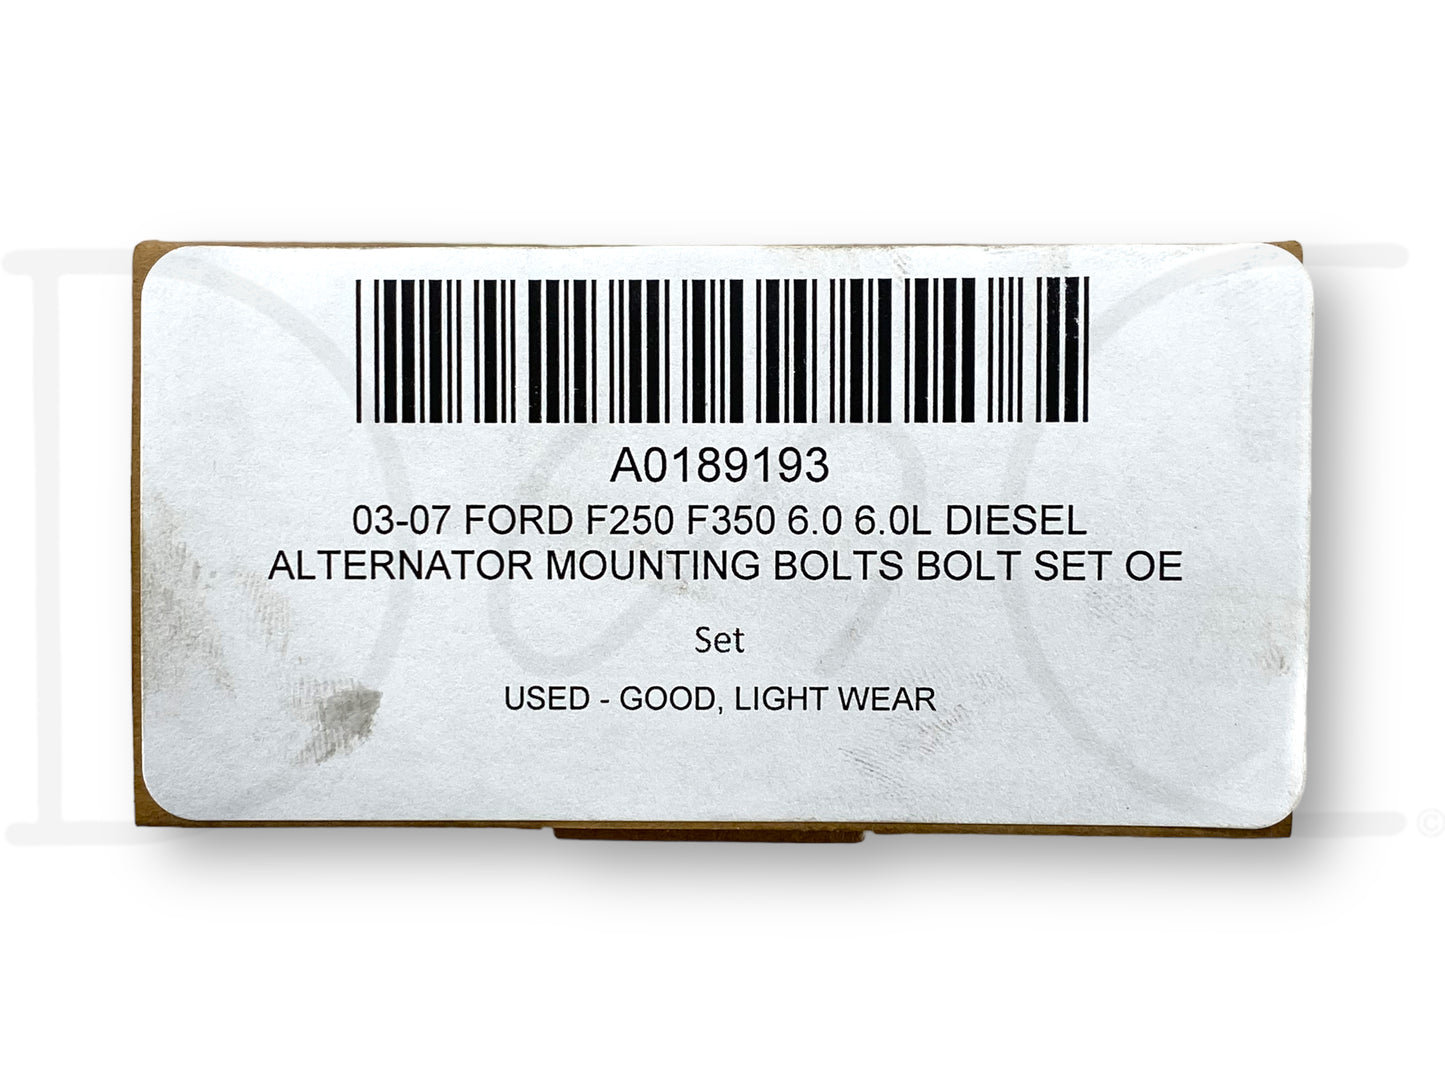 A0189193
03-07 FORD F250 F350 6.0 6.0L DIESEL
ALTERNATOR MOUNTING BOLTS BOLT SET OE
Set
USED - GOOD, LIGHT WEAR